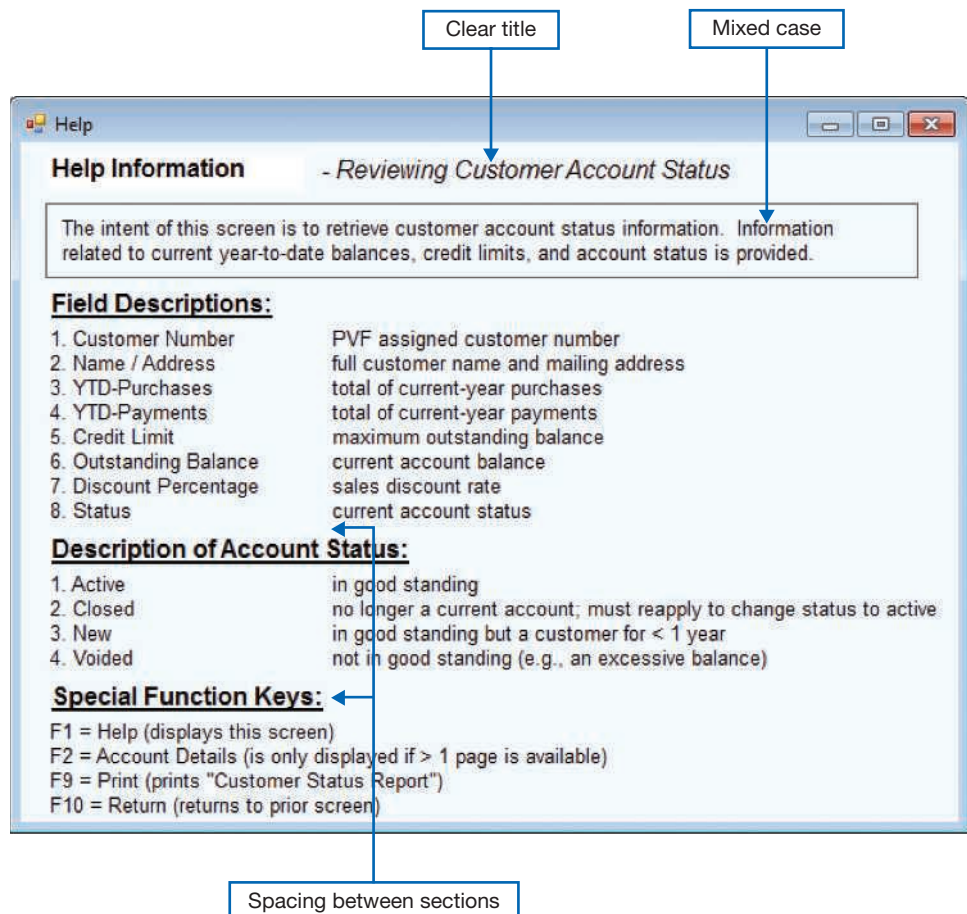 Clear title
Mixed case
Help
Help Information - Reviewing Customer Account Status
The intent of this screen is to retrieve customer account status information. Information
related to current year-to-date balances, credit limits, and account status is provided.
Field Descriptions:
1. Customer Number PVF assigned customer number
2. Name / Address full customer name and mailing address
3. YTD-Purchases total of current-year purchases
4. YTD-Payments total of current-year payments
5. Credit Limit maximum outstanding balance
6. Outstanding Balance current account balance
7. Discount Percentage sales discount rate
8. Status current account status
Description of Account Status:
1. Active in good standing
2. Closed no longer a current account; must reapply to change status to active
3. New in good standing but a customer for < 1 year
4. Voided not in good standing (e.g., an excessive balance)
Special Function Keys:
F1 = Help (displays this screen)
F2 = Account Details (is only displayed if > 1 page is available)
F9 = Print (prints "Customer Status Report")
F10 = Return (returns to prior screen)
Spacing between sections